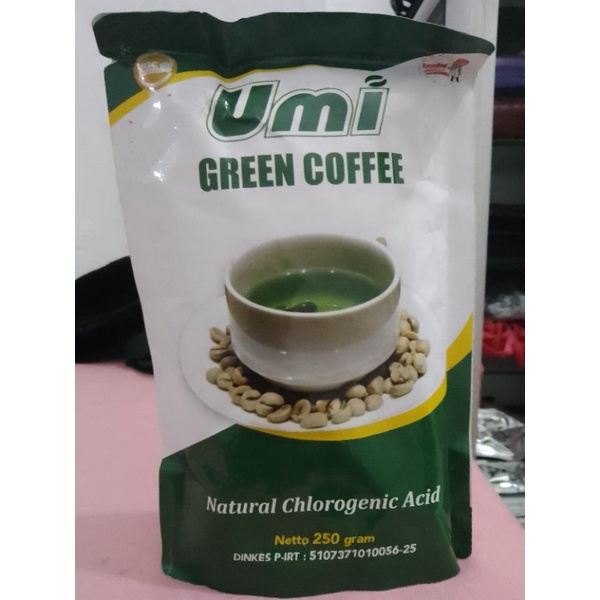 Umi
GREEN COFFEE
Natural Chlorogenic Acid
Netto 250 gram
DINKES P-IRT : 5107371010056-25